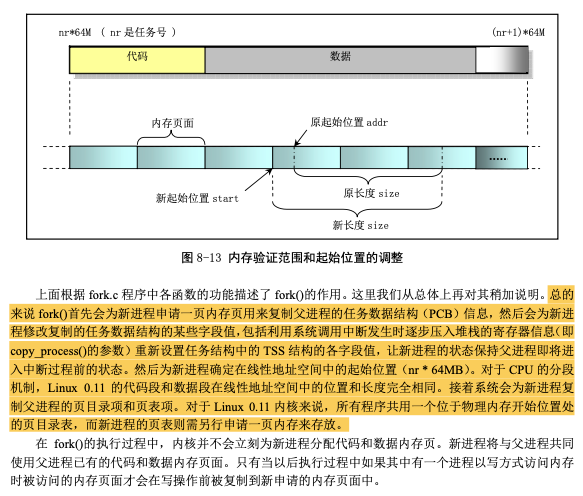 nr*64M （ nr 是任务号 ）
(nr+1)*64M
代码
数据
内存页面
原起始位置 addr
......
新起始位置 start
原长度 size
新长度 size
图 8-13 内存验证范围和起始位置的调整
上面根据 fork.c 程序中各函数的功能描述了 fork()的作用。这里我们从总体上再对其稍加说明。总的
来说 fork()首先会为新进程申请一页内存页用来复制父进程的任务数据结构（PCB）信息，然后会为新进
程修改复制的任务数据结构的某些字段值，包括利用系统调用中断发生时逐步压入堆栈的寄存器信息（即
copy_process()的参数）重新设置任务结构中的 TSS 结构的各字段值，让新进程的状态保持父进程即将进
入中断过程前的状态。然后为新进程确定在线性地址空间中的起始位置（nr * 64MB）。对于 CPU 的分段
机制，Linux 0.11 的代码段和数据段在线性地址空间中的位置和长度完全相同。接着系统会为新进程复
制父进程的页目录项和页表项。对于 Linux 0.11 内核来说，所有程序共用一个位于物理内存开始位置处
的页目录表，而新进程的页表则需另行申请一页内存来存放。
在 fork()的执行过程中，内核并不会立刻为新进程分配代码和数据内存页。新进程将与父进程共同
使用父进程已有的代码和数据内存页面。只有当以后执行过程中如果其中有一个进程以写方式访问内存
时被访问的内存页面才会在写操作前被复制到新申请的内存页面中。